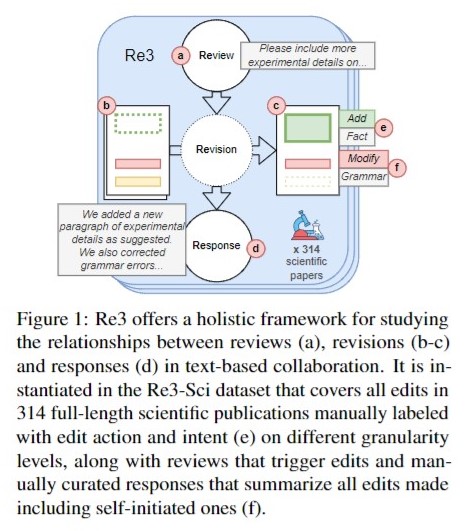 Re3
a
Review
Please include more
experimental details on...
b
c
Add
Fact
e
Revision
Modify
Grammar
f
We added a new
paragraph of experimental
details as suggested.
We also corrected
grammar errors...
Response
d
x 314
scientific
papers
Figure 1: Re3 offers a holistic framework for studying
the relationships between reviews (a), revisions (b-c)
and responses (d) in text-based collaboration. It is in-
stantiated in the Re3-Sci dataset that covers all edits in
314 full-length scientific publications manually labeled
with edit action and intent (e) on different granularity
levels, along with reviews that trigger edits and man-
ually curated responses that summarize all edits made
including self-initiated ones (f).